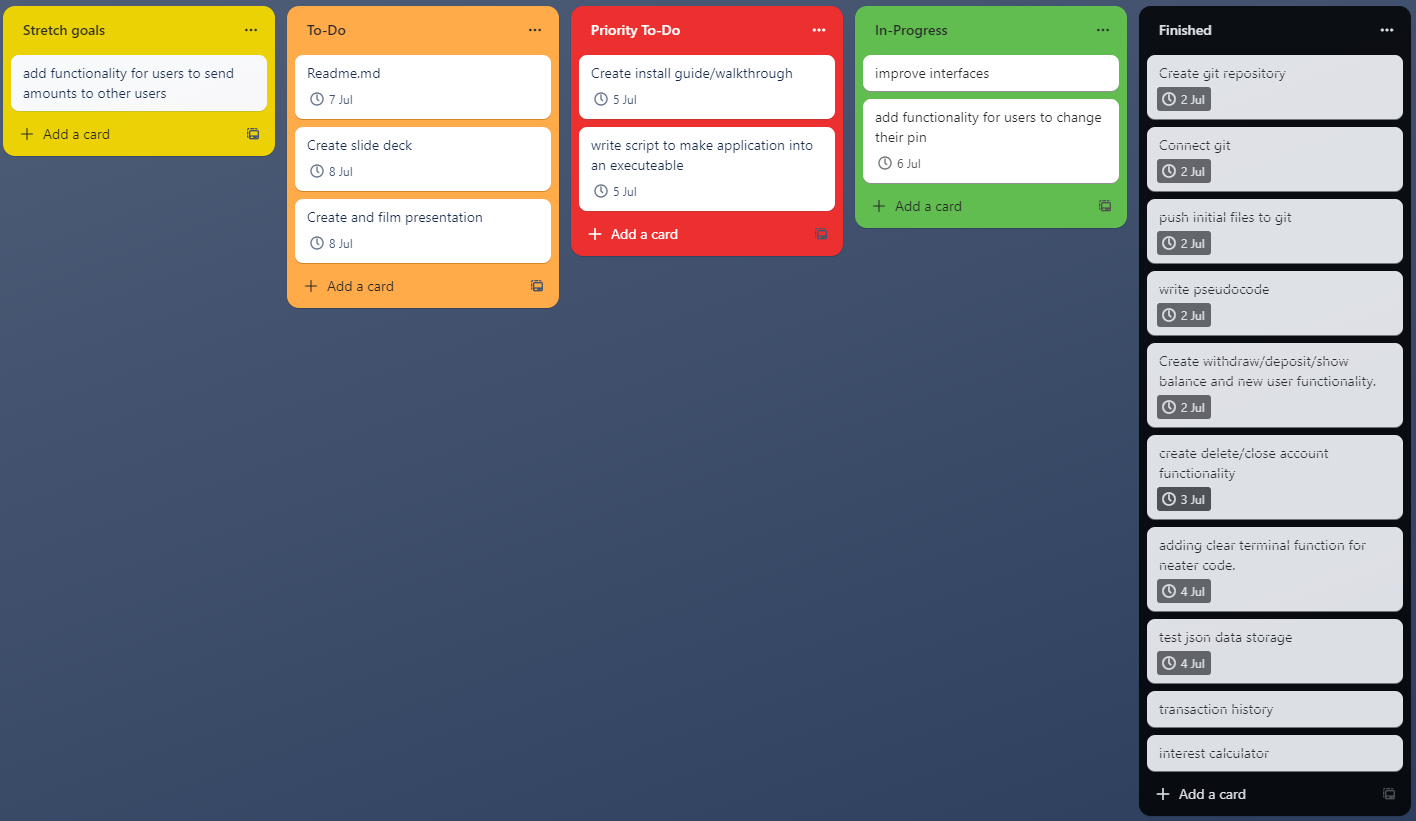 Stretch goals
add functionality for users to send
amounts to other users
Add a card
To-Do
Readme.md
7 Jul
Create slide deck
8 Jul
Create and film presentation
8 Jul
Add a card
Priority To-Do
Create install guide/walkthrough
5 Jul
write script to make application into
an executeable
5 Jul
Add a card
In-Progress
improve interfaces
add functionality for users to change
their pin
6 Jul
Add a card
Finished
Create git repository
2 Jul
Connect git
2 Jul
push initial files to git
2 Jul
write pseudocode
2 Jul
Create withdraw/deposit/show
balance and new user functionality.
2 Jul
create delete/close account
functionality
3 Jul
adding clear terminal function for
neater code.
4 Jul
test json data storage
4 Jul
transaction history
interest calculator
Add a card